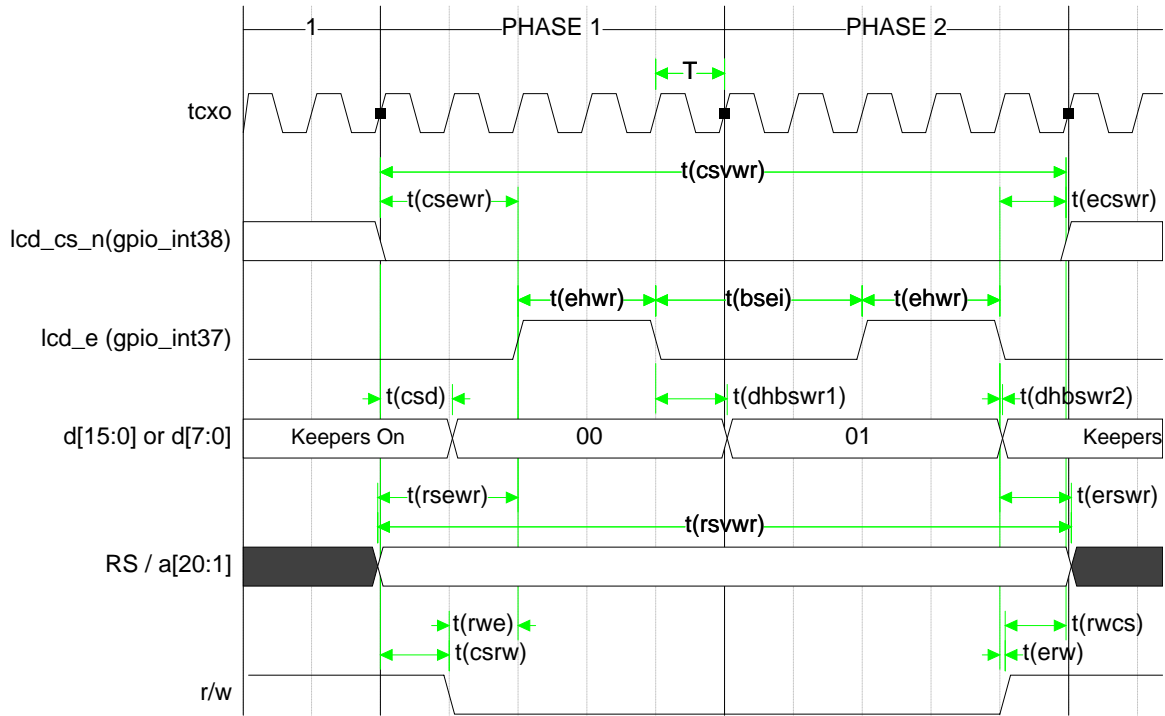 1 PHASE 1 PHASE 2
T
tcxo
t(csvwr)
t(csewr) t(ecswr)
lcd_cs_n(gpio_int38)
t(ehwr) t(bsei) t(ehwr)
lcd_e (gpio_int37)
t(csd) t(dhbswr1) t(dhbswr2)
d[15:0] or d[7:0] Keepers On 00 01 Keepers
t(rsewr) t(erswr)
t(rsvwr)
RS / a[20:1]
t(rwe) t(rwcs)
t(csrw) t(erw)
r/w